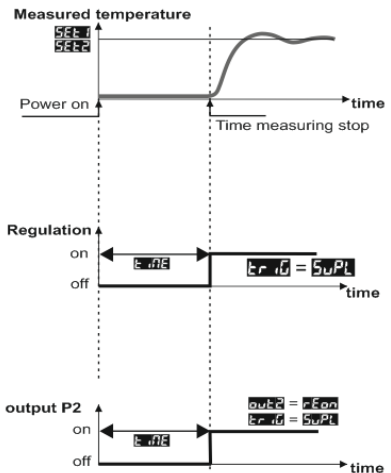 Measured temperature
SEt1
SEt2
Power on
time
Time measuring stop
Regulation
on
tiME
triG = SuPL
off
time
output P2
out2 = rEon
on
tiME
triG = SuPL
off
time